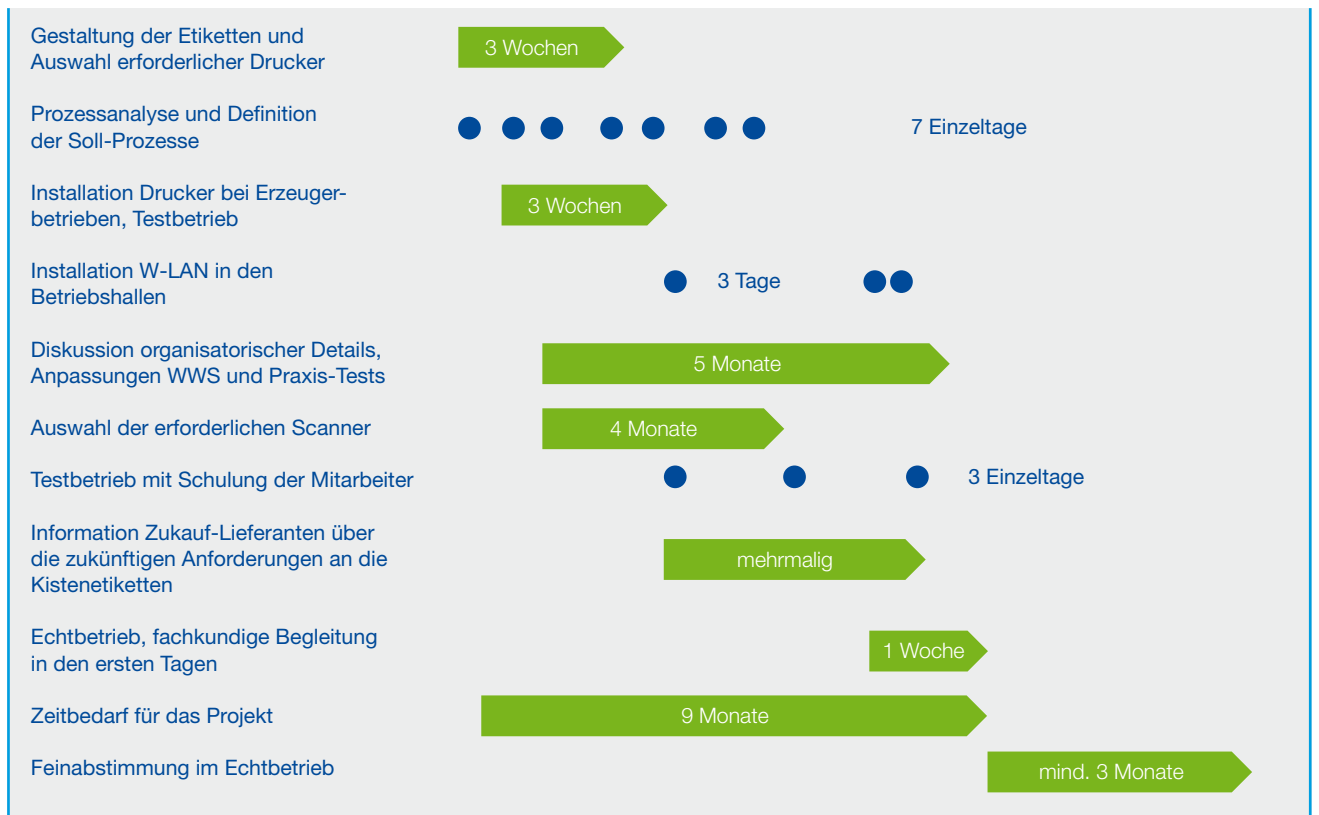 Gestaltung der Etiketten und
Auswahl erforderlicher Drucker
3 Wochen
Prozessanalyse und Definition
der Soll-Prozesse
7 Einzeltage
Installation Drucker bei Erzeuger-
betrieben, Testbetrieb
3 Wochen
Installation W-LAN in den
Betriebshallen
3 Tage
Diskussion organisatorischer Details,
Anpassungen WWS und Praxis-Tests
5 Monate
Auswahl der erforderlichen Scanner
4 Monate
Testbetrieb mit Schulung der Mitarbeiter
3 Einzeltage
Information Zukauf-Lieferanten über
die zukünftigen Anforderungen an die
Kistenetiketten
mehrmalig
Echtbetrieb, fachkundige Begleitung
in den ersten Tagen
1 Woche
Zeitbedarf für das Projekt
9 Monate
Feinabstimmung im Echtbetrieb
mind. 3 Monate